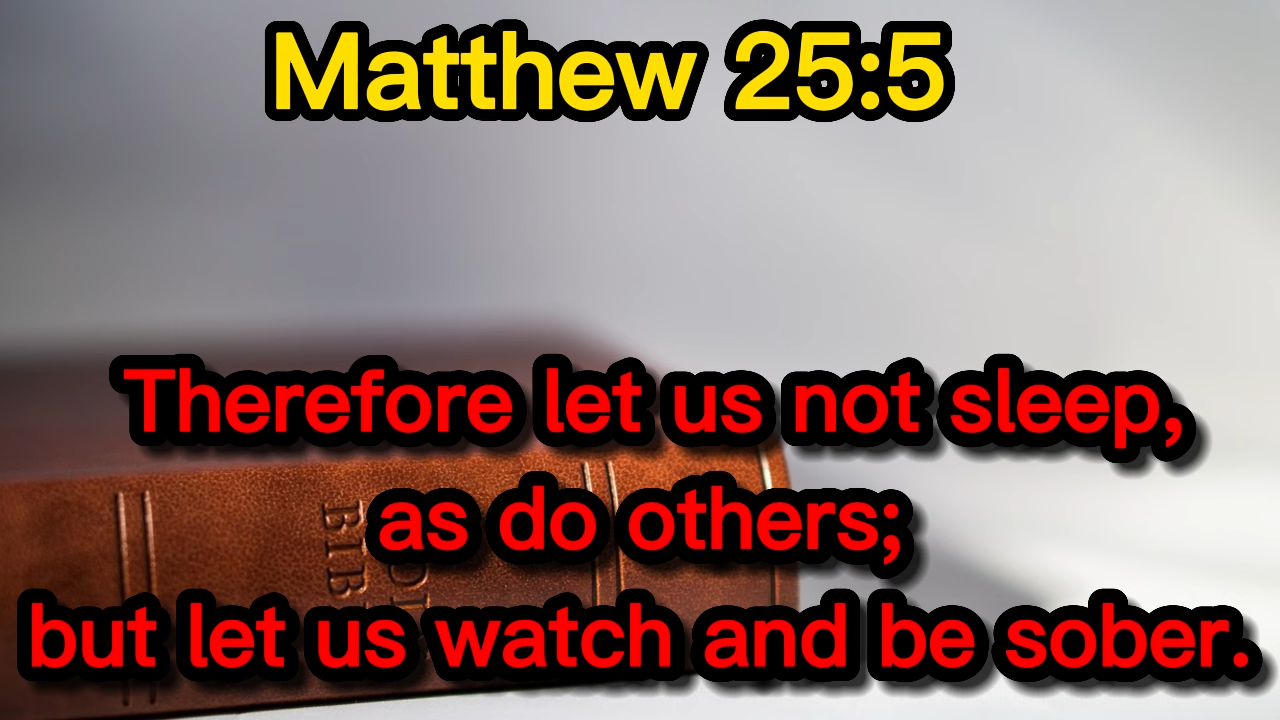 Matthew 25:5
Therefore let us not sleep,
as do others;
but let us watch and be sober.